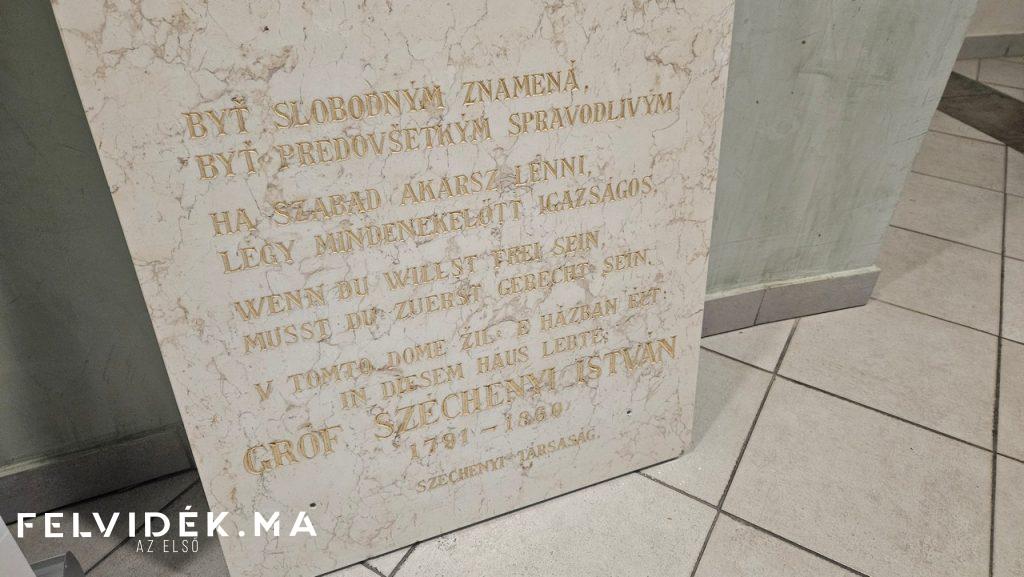 BYŤ SLOBODNÝM ZNAMENÁ,
BYŤ PREDOVŠETKÝM SPRAVODLIVÝM
HA SZABAD AKARSZ LENNI,
LÉGY MINDENEKELŐTT IGAZSÁGOS,
WENN DU WILLST FREI SEIN,
MUSST DU ZUERST GERECHT SEIN.
V TOMTO DOME ŽIL: E HÁZBAN ÉLT:
IN DIESEM HAUS LEBTE:
GRÓF SZÉCHENYI ISTVÁN
1791-1860
SZÉCHENYI TÁRSASÁG.
FELVIDÉK.MA
AZ ELSŐ